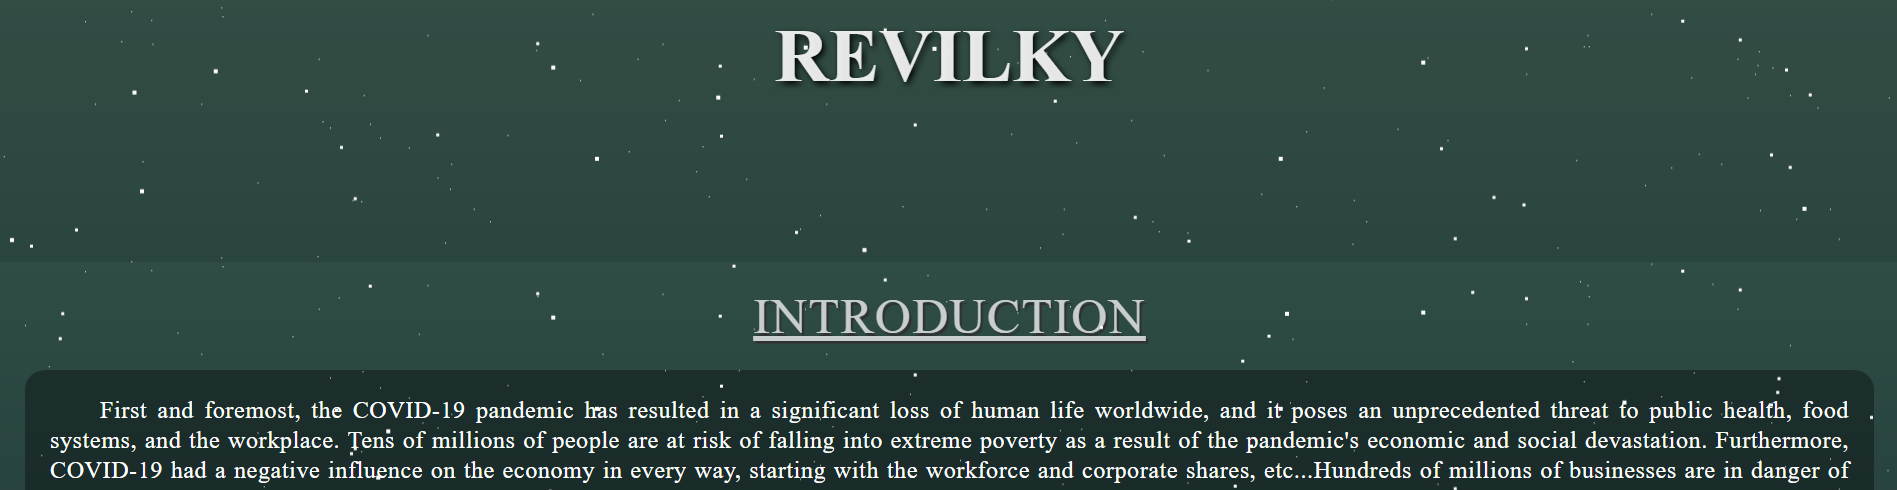 REVILKY
INTRODUCTION
First and foremost, the COVID-19 pandemic has resulted in a significant loss of human life worldwide, and it poses an unprecedented threat to public health, food
systems, and the workplace. Tens of millions of people are at risk of falling into extreme poverty as a result of the pandemic's economic and social devastation. Furthermore,
COVID-19 had a negative influence on the economy in every way, starting with the workforce and corporate shares, etc...Hundreds of millions of businesses are in danger of